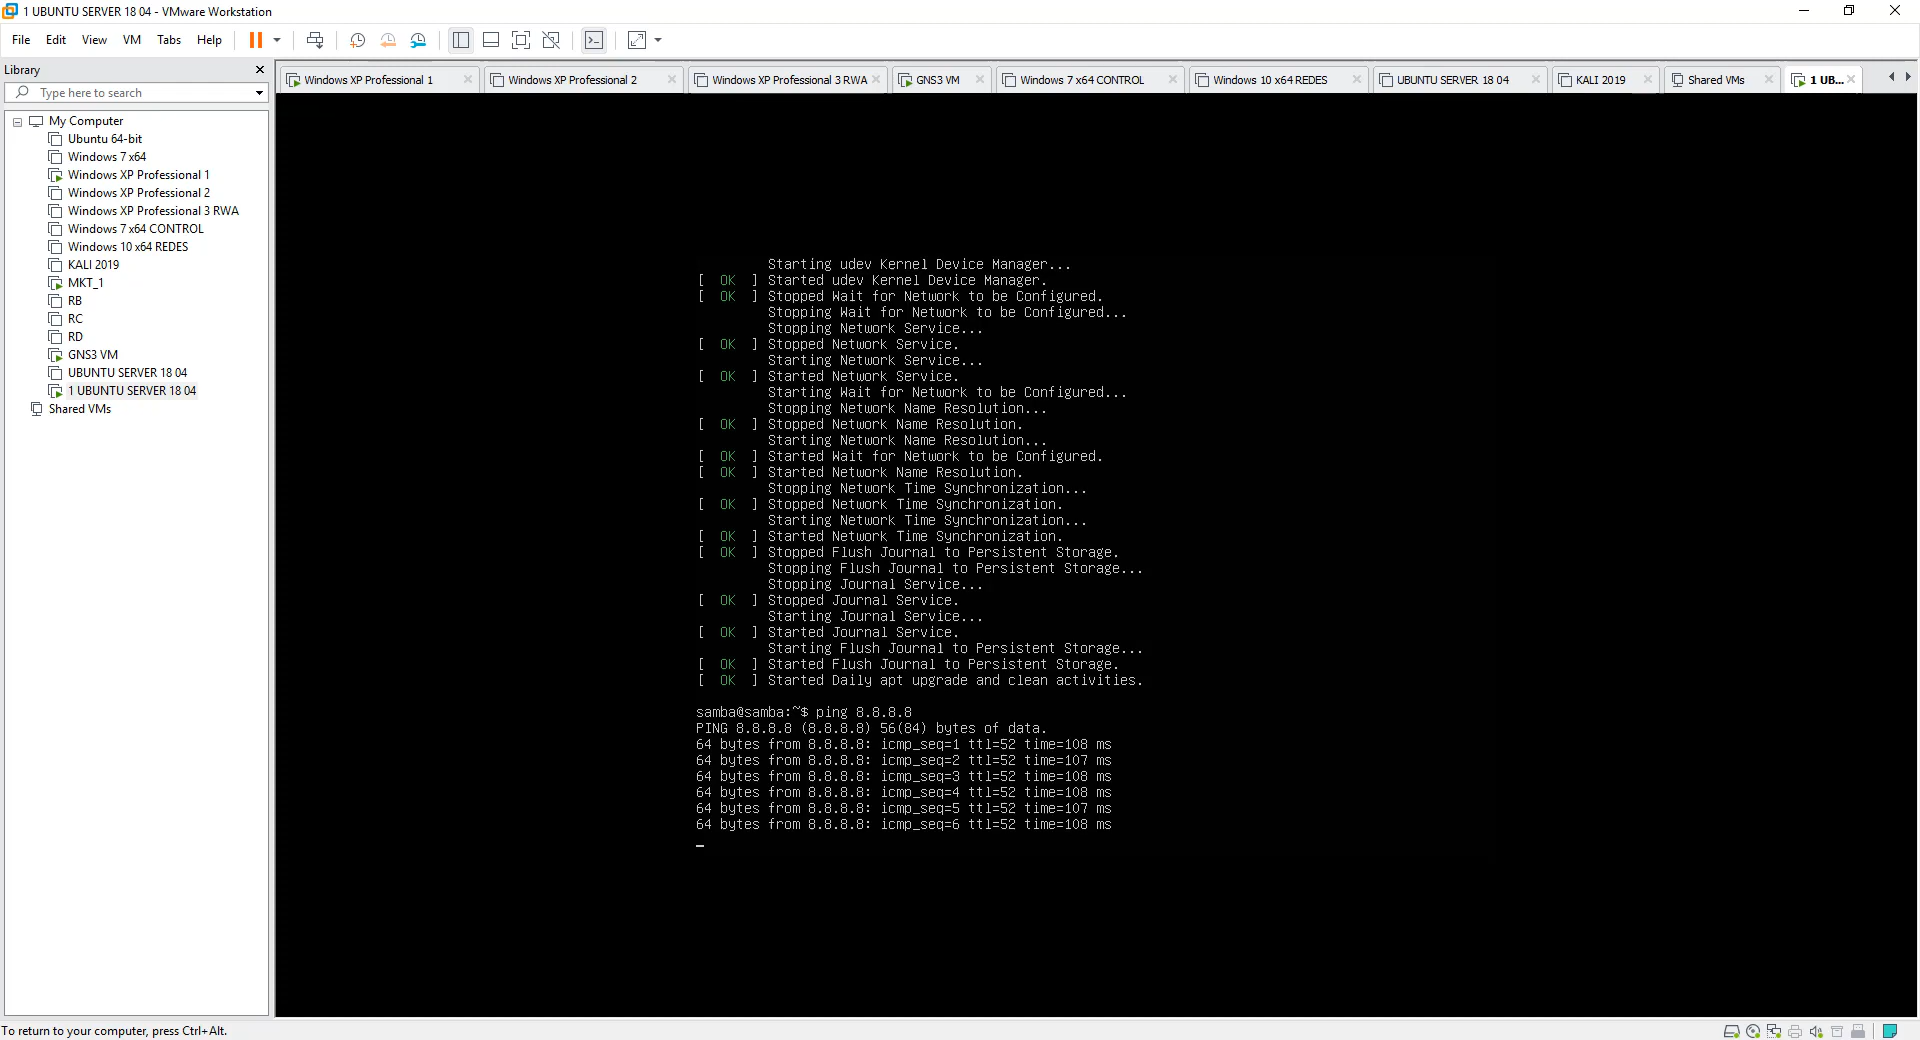 1 UBUNTU SERVER 18 04 - VMware Workstation
File Edit View VM Tabs Help
Library
Type here to search
My Computer
Ubuntu 64-bit
Windows 7 x64
Windows XP Professional 1
Windows XP Professional 2
Windows XP Professional 3 RWA
Windows 7 x64 CONTROL
Windows 10 x64 REDES
KALI 2019
MKT_1
RB
RC
RD
GNS3 VM
UBUNTU SERVER 18 04
1 UBUNTU SERVER 18 04
Shared VMs
Windows XP Professional 1 Windows XP Professional 2 Windows XP Professional 3 RWA GNS3 VM Windows 7 x64 CONTROL Windows 10 x64 REDES UBUNTU SERVER 18 04 KALI 2019 Shared VMs 1 UB...
Starting udev Kernel Device Manager...
[ OK ] Started udev Kernel Device Manager.
[ OK ] Stopped Wait for Network to be Configured.
Stopping Wait for Network to be Configured...
Stopping Network Service...
[ OK ] Stopped Network Service.
Starting Network Service...
[ OK ] Started Network Service.
Starting Wait for Network to be Configured...
Stopping Network Name Resolution...
[ OK ] Stopped Network Name Resolution.
Starting Network Name Resolution...
[ OK ] Started Wait for Network to be Configured.
[ OK ] Started Network Name Resolution.
Stopping Network Time Synchronization...
[ OK ] Stopped Network Time Synchronization.
Starting Network Time Synchronization...
[ OK ] Started Network Time Synchronization.
[ OK ] Stopped Flush Journal to Persistent Storage.
Stopping Flush Journal to Persistent Storage...
Stopping Journal Service...
[ OK ] Stopped Journal Service.
Starting Journal Service...
[ OK ] Started Journal Service.
Starting Flush Journal to Persistent Storage...
[ OK ] Started Flush Journal to Persistent Storage.
[ OK ] Started Daily apt upgrade and clean activities.
samba@samba:~$ ping 8.8.8.8
PING 8.8.8.8 (8.8.8.8) 56(84) bytes of data.
64 bytes from 8.8.8.8: icmp_seq=1 ttl=52 time=108 ms
64 bytes from 8.8.8.8: icmp_seq=2 ttl=52 time=107 ms
64 bytes from 8.8.8.8: icmp_seq=3 ttl=52 time=108 ms
64 bytes from 8.8.8.8: icmp_seq=4 ttl=52 time=108 ms
64 bytes from 8.8.8.8: icmp_seq=5 ttl=52 time=107 ms
64 bytes from 8.8.8.8: icmp_seq=6 ttl=52 time=108 ms
To return to your computer, press Ctrl+Alt.